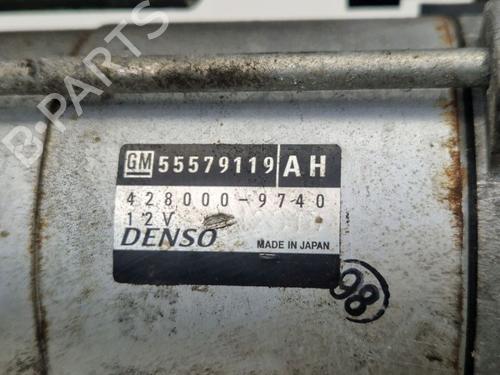 B-PARTS
GM 55579119 AH
428000-9740
12V
DENSO MADE IN JAPAN
98